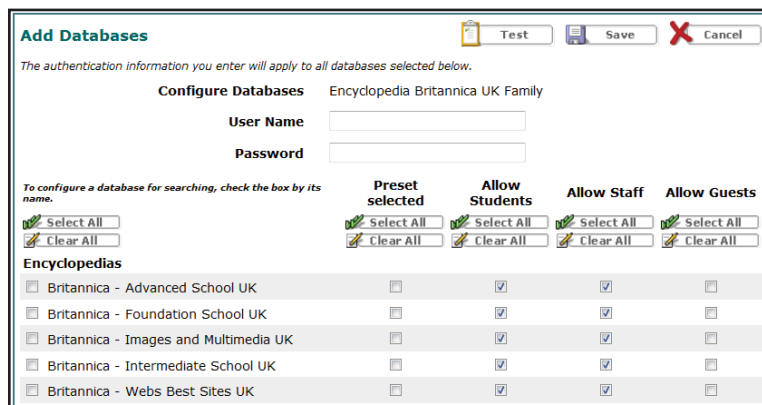 Add Databases
Test
Save
Cancel
The authentication information you enter will apply to all databases selected below.
Configure Databases Encyclopedia Britannica UK Family
User Name
Password
To configure a database for searching, check the box by its name.
Preset selected
Allow Students
Allow Staff
Allow Guests
Select All Select All Select All Select All Select All
Clear All Clear All Clear All Clear All Clear All
Encyclopedias
Britannica - Advanced School UK
Britannica - Foundation School UK
Britannica - Images and Multimedia UK
Britannica - Intermediate School UK
Britannica - Webs Best Sites UK